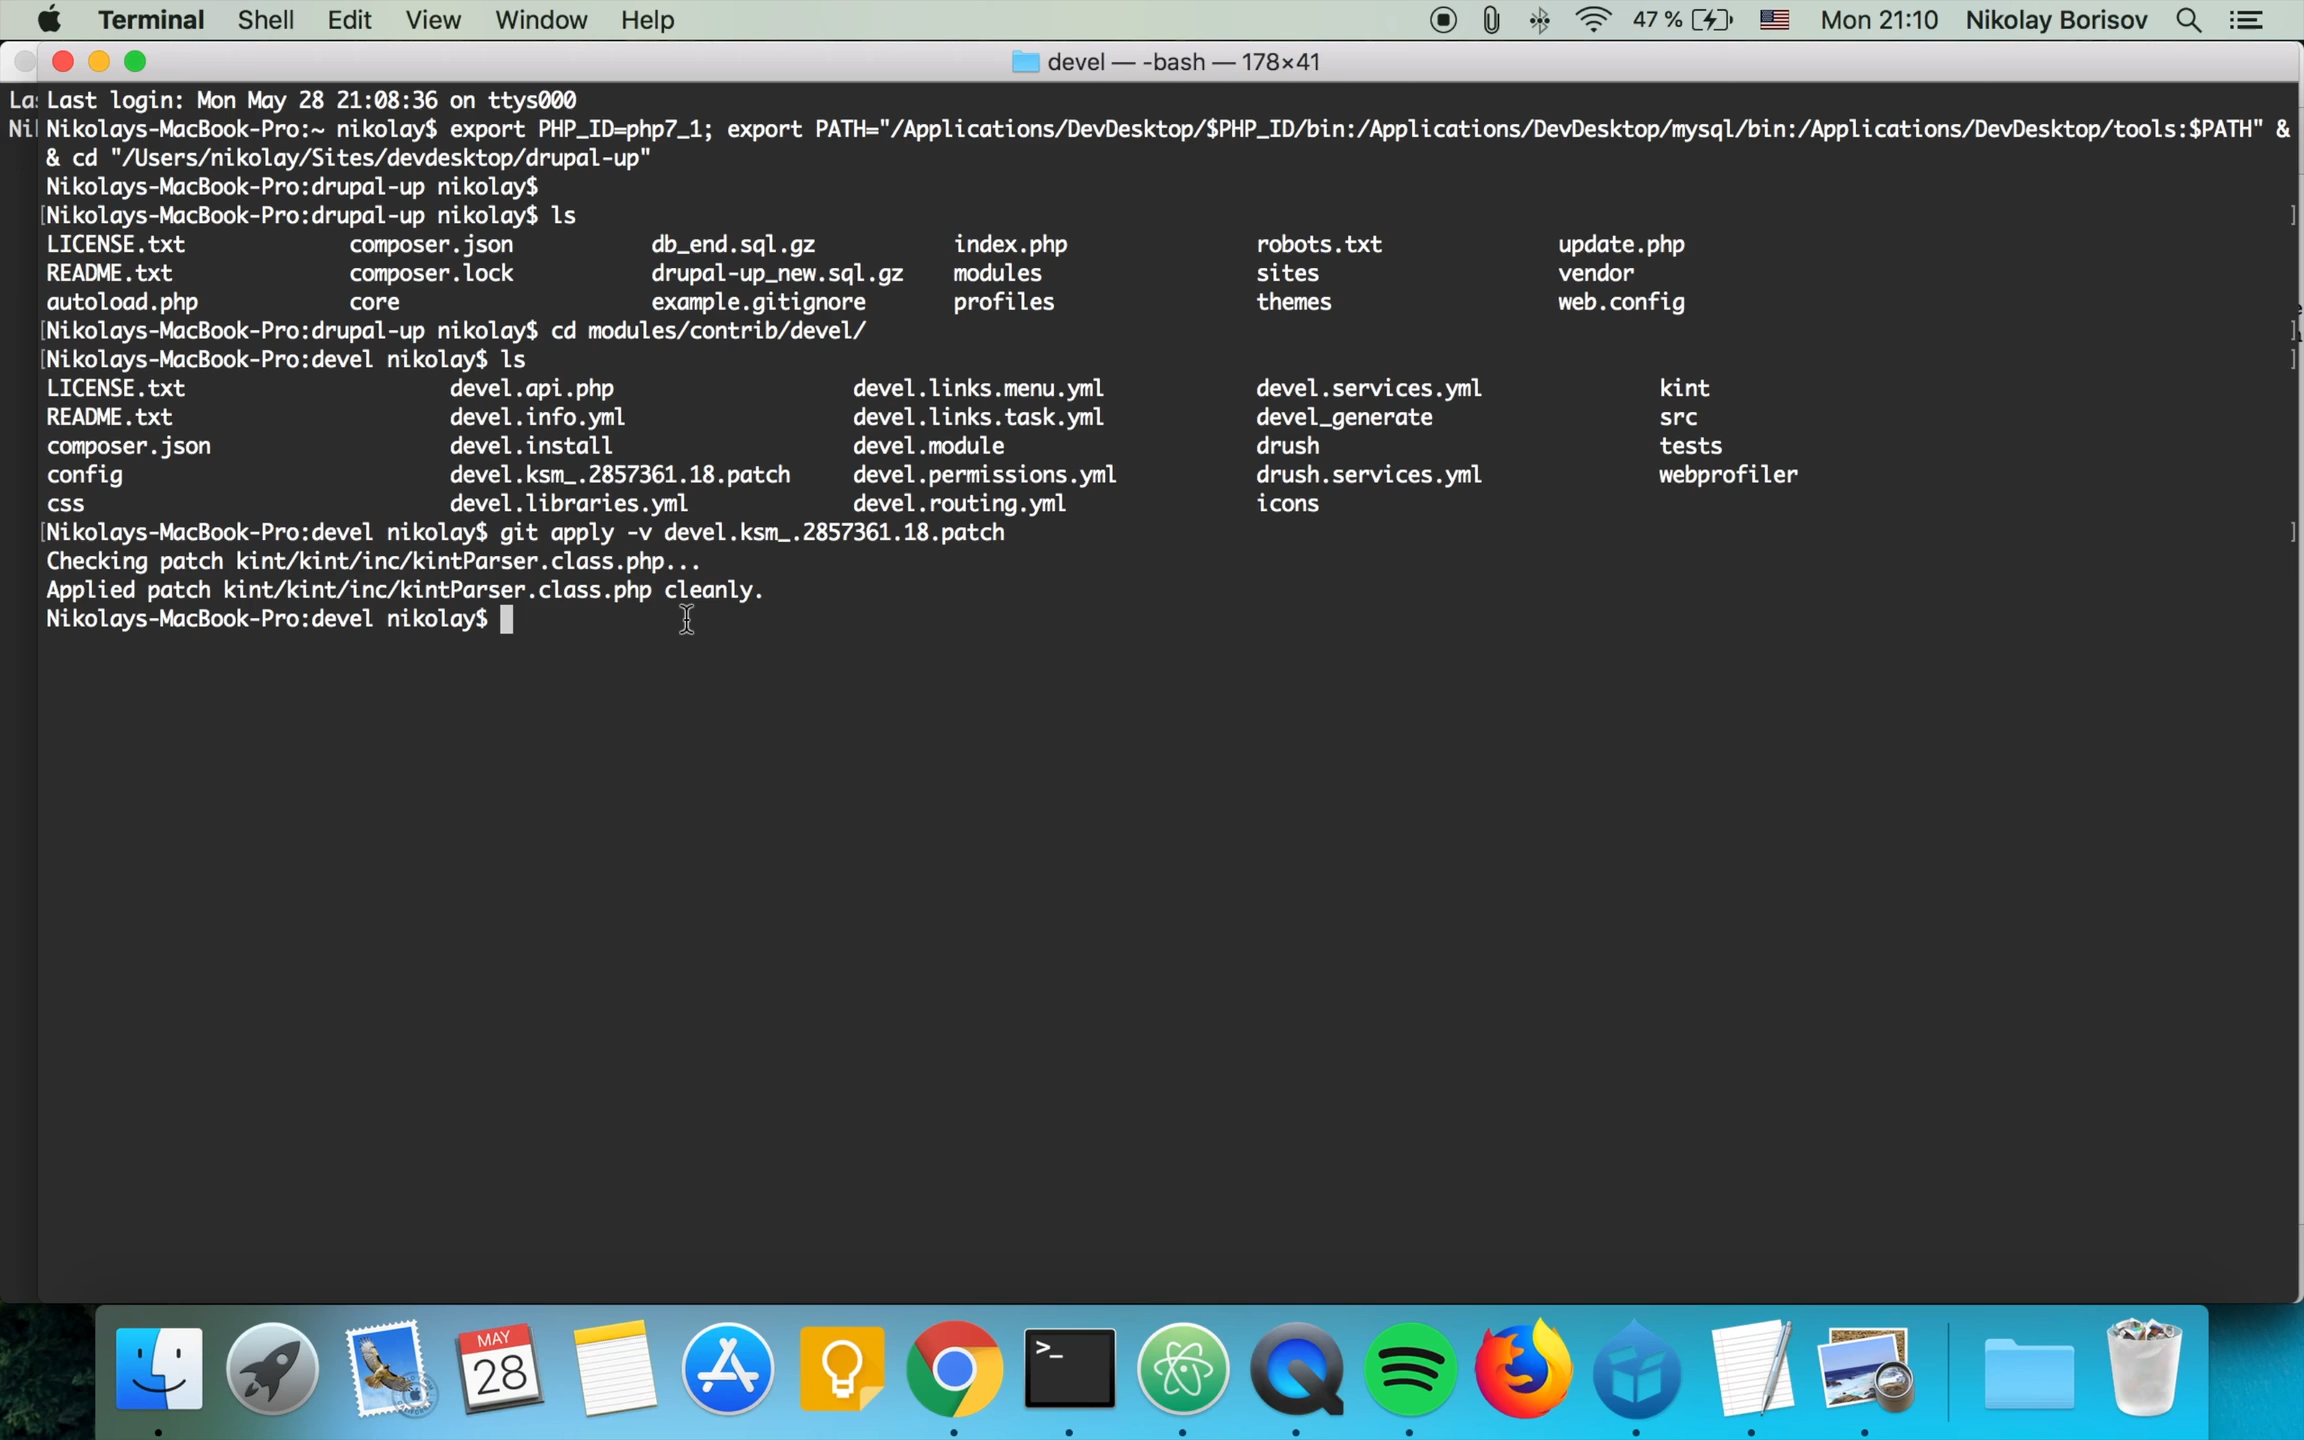 Terminal Shell Edit View Window Help 47 % Mon 21:10 Nikolay Borisov
devel — -bash — 178×41
Las Last login: Mon May 28 21:08:36 on ttys000
Nik Nikolays-MacBook-Pro:~ nikolay$ export PHP_ID=php7_1; export PATH="/Applications/DevDesktop/$PHP_ID/bin:/Applications/DevDesktop/mysql/bin:/Applications/DevDesktop/tools:$PATH" &
& cd "/Users/nikolay/Sites/devdesktop/drupal-up"
Nikolays-MacBook-Pro:drupal-up nikolay$
[Nikolays-MacBook-Pro:drupal-up nikolay$ ls ]
LICENSE.txt composer.json db_end.sql.gz index.php robots.txt update.php
README.txt composer.lock drupal-up_new.sql.gz modules sites vendor
autoload.php core example.gitignore profiles themes web.config
[Nikolays-MacBook-Pro:drupal-up nikolay$ cd modules/contrib/devel/ ]
[Nikolays-MacBook-Pro:devel nikolay$ ls ]
LICENSE.txt devel.api.php devel.links.menu.yml devel.services.yml kint
README.txt devel.info.yml devel.links.task.yml devel_generate src
composer.json devel.install devel.module drush tests
config devel.ksm_.2857361.18.patch devel.permissions.yml drush.services.yml webprofiler
css devel.libraries.yml devel.routing.yml icons
[Nikolays-MacBook-Pro:devel nikolay$ git apply -v devel.ksm_.2857361.18.patch ]
Checking patch kint/kint/inc/kintParser.class.php...
Applied patch kint/kint/inc/kintParser.class.php cleanly.
Nikolays-MacBook-Pro:devel nikolay$
MAY
28
>_